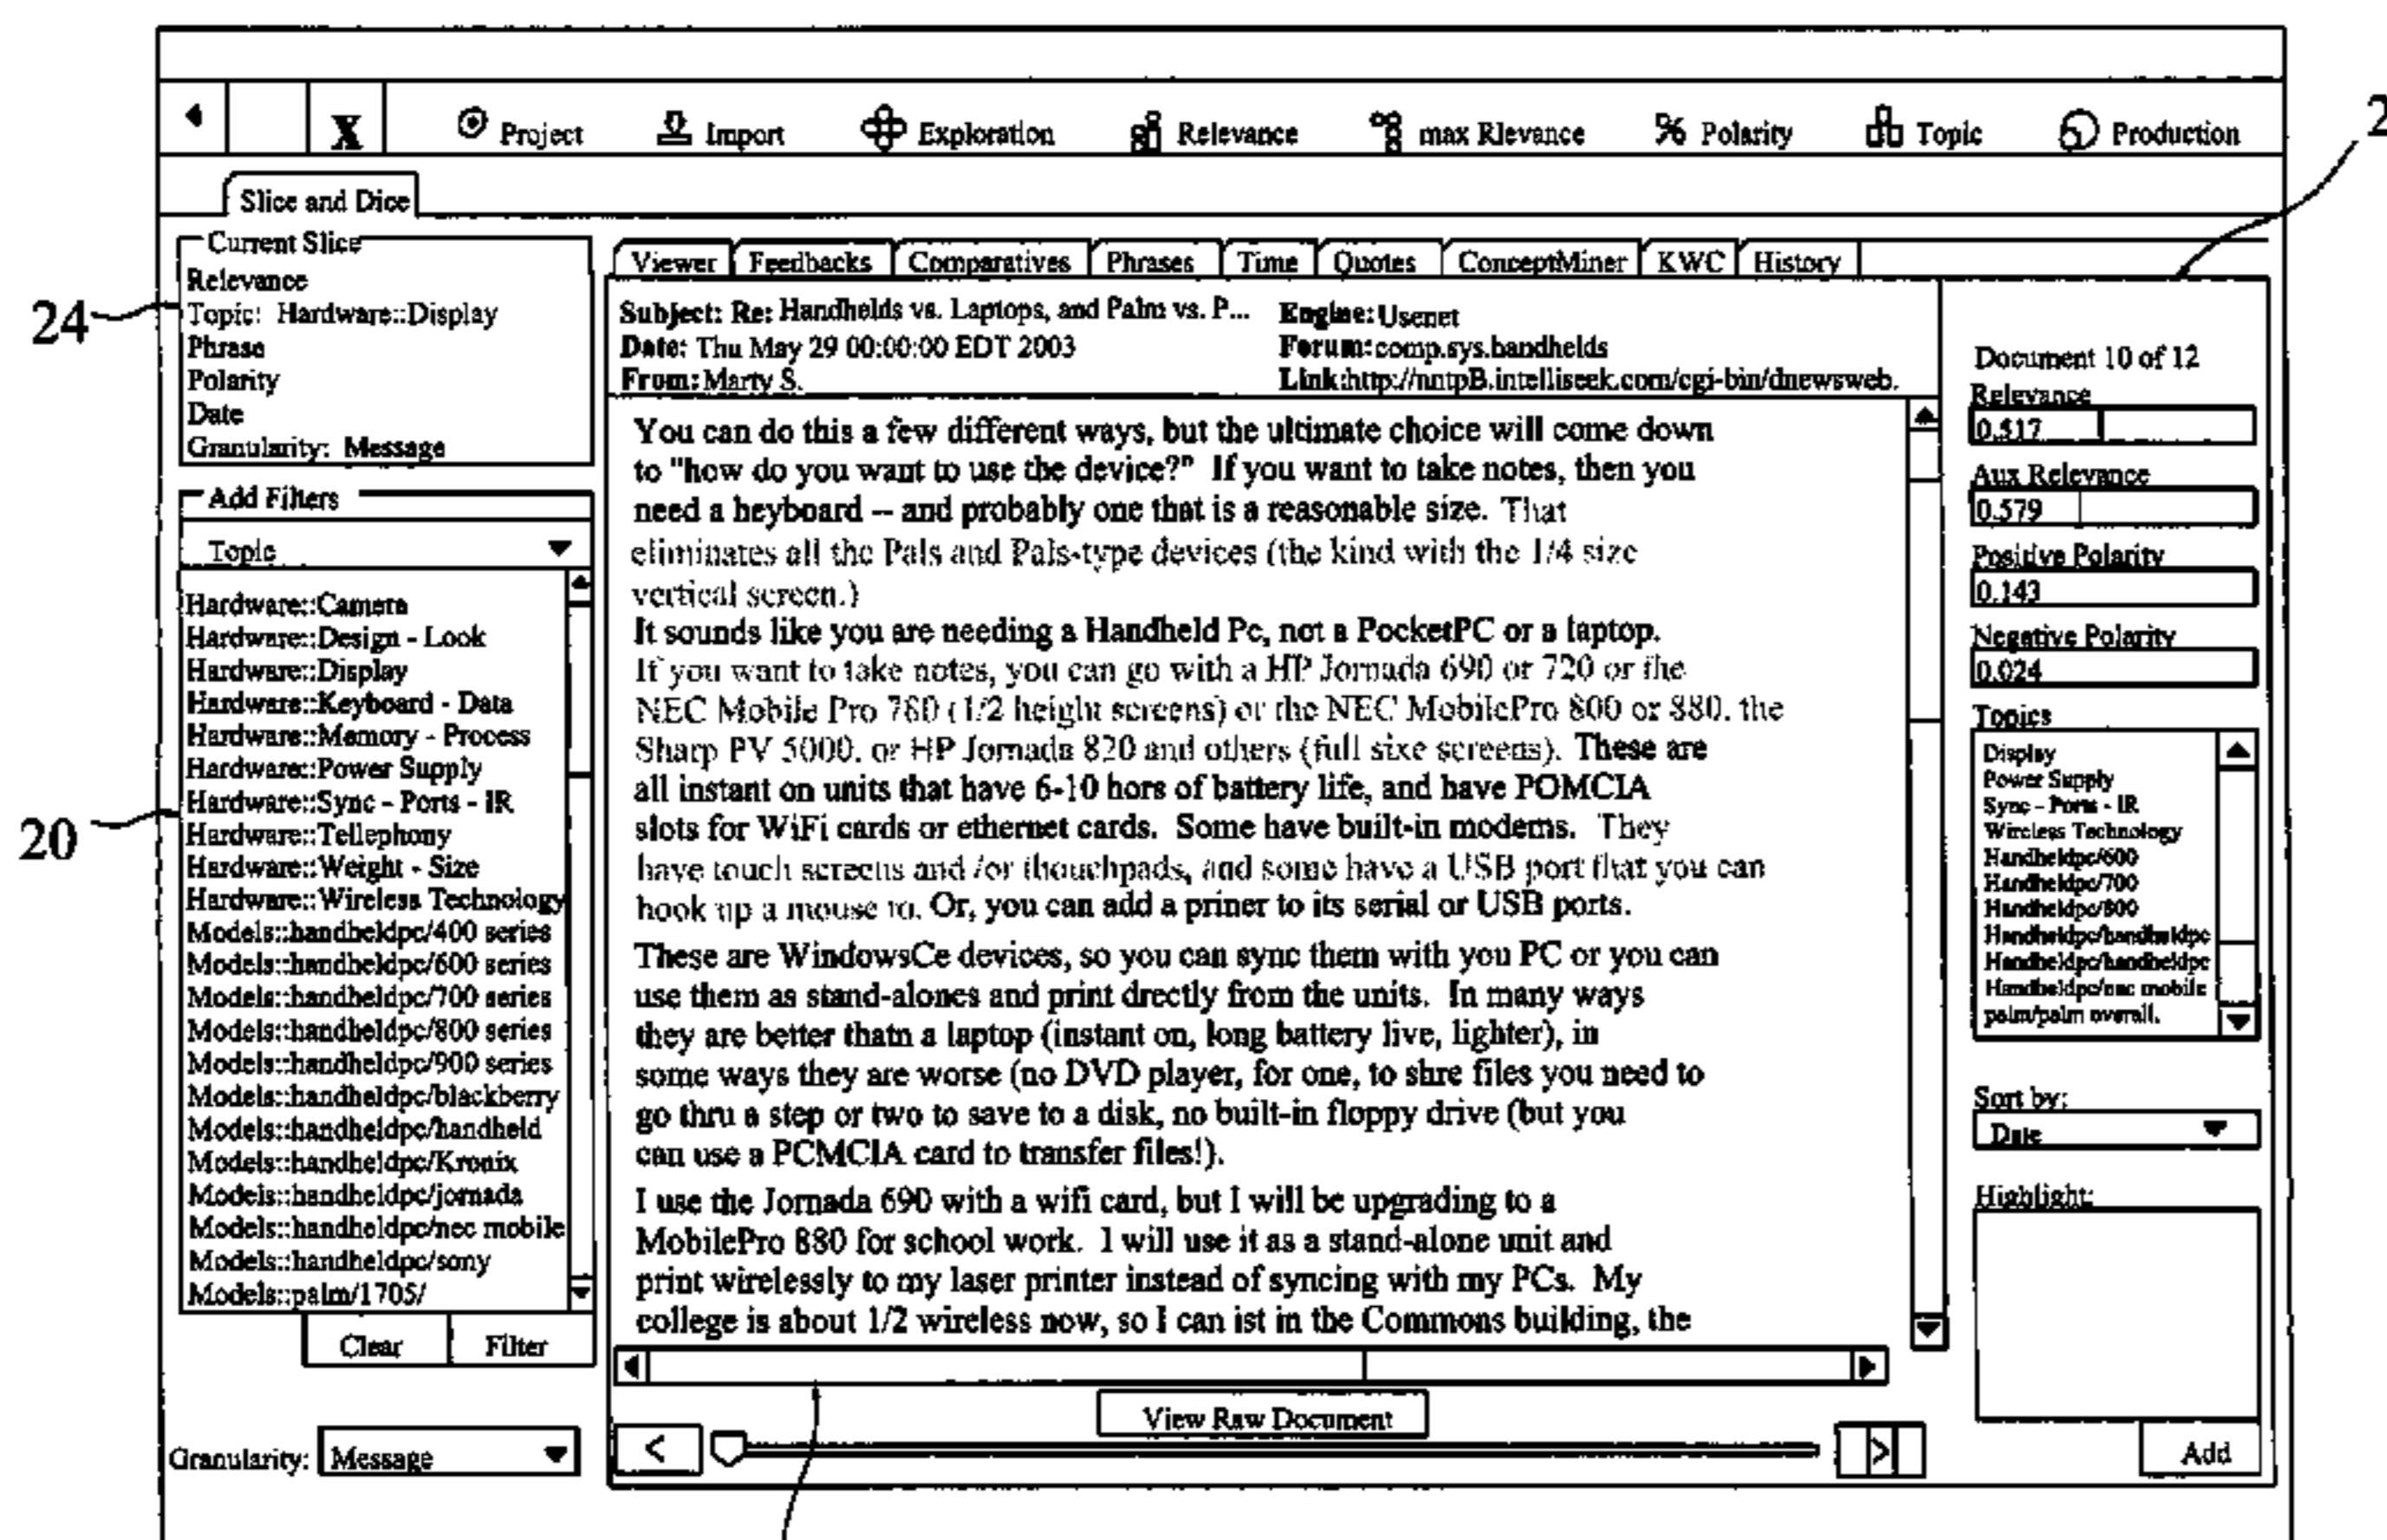 X Project Import Exploration Relevance max Rlevance % Polarity Topic Production
2
Slice and Dice
Current Slice
Relevance
Topic: Hardware::Display
Phrase
Polarity
Date
Granularity: Message
24
Add Filters
Topic
Hardware::Camera
Hardware::Design - Look
Hardware::Display
Hardware::Keyboard - Data
Hardware::Memory - Process
Hardware::Power Supply
Hardware::Sync - Ports - IR
Hardware::Tellephony
Hardware::Weight - Size
Hardware::Wireless Technology
Models::handheldpc/400 series
Models::handheldpc/600 series
Models::handheldpc/700 series
Models::handheldpc/800 series
Models::handheldpc/900 series
Models::handheldpc/blackberry
Models::handheldpc/handheld
Models::handheldpc/Kronix
Models::handheldpc/jornada
Models::handheldpc/nec mobile
Models::handheldpc/sony
Models::palm/1705/
20
Clear Filter
Granularity: Message
Viewer Feedbacks Comparatives Phrases Time Quotes ConceptMiner KWC History
Subject: Re: Handhelds vs. Laptops, and Palm vs. P... Engine: Usenet
Date: Thu May 29 00:00:00 EDT 2003 Forum: comp.sys.handhelds
From: Marty S. Link: http://nntpB.intelliseek.com/cgi-bin/dnewsweb.
You can do this a few different ways, but the ultimate choice will come down
to "how do you want to use the device?" If you want to take notes, then you
need a heyboard -- and probably one that is a reasonable size. That
eliminates all the Pals and Pals-type devices (the kind with the 1/4 size
vertical screen.)
It sounds like you are needing a Handheld Pc, not a PocketPC or a laptop.
If you want to take notes, you can go with a HP Jornada 690 or 720 or the
NEC Mobile Pro 780 (1/2 height screens) or the NEC MobilePro 800 or 880. the
Sharp PV 5000. or HP Jornada 820 and others (full sixe screens). These are
all instant on units that have 6-10 hors of battery life, and have POMCIA
slots for WiFi cards or ethernet cards. Some have built-in modems. They
have touch screens and /or thouchpads, and some have a USB port that you can
hook up a mouse to. Or, you can add a priner to its serial or USB ports.
These are WindowsCe devices, so you can sync them with you PC or you can
use them as stand-alones and print drectly from the units. In many ways
they are better thatn a laptop (instant on, long battery live, lighter), in
some ways they are worse (no DVD player, for one, to shre files you need to
go thru a step or two to save to a disk, no built-in floppy drive (but you
can use a PCMCIA card to transfer files!).
I use the Jornada 690 with a wifi card, but I will be upgrading to a
MobilePro 880 for school work. I will use it as a stand-alone unit and
print wirelessly to my laser printer instead of syncing with my PCs. My
college is about 1/2 wireless now, so I can ist in the Commons building, the
View Raw Document
< >
Document 10 of 12
Relevance
0.517
Aux Relevance
0.579
Positive Polarity
0.143
Negative Polarity
0.024
Topics
Display
Power Supply
Sync - Ports - IR
Wireless Technology
Handheldpc/600
Handheldpc/700
Handheldpc/800
Handheldpc/handheldpc
Handheldpc/handheldpc
Handheldpc/nec mobile
palm/palm overall.
Sort by:
Date
Highlight:
Add